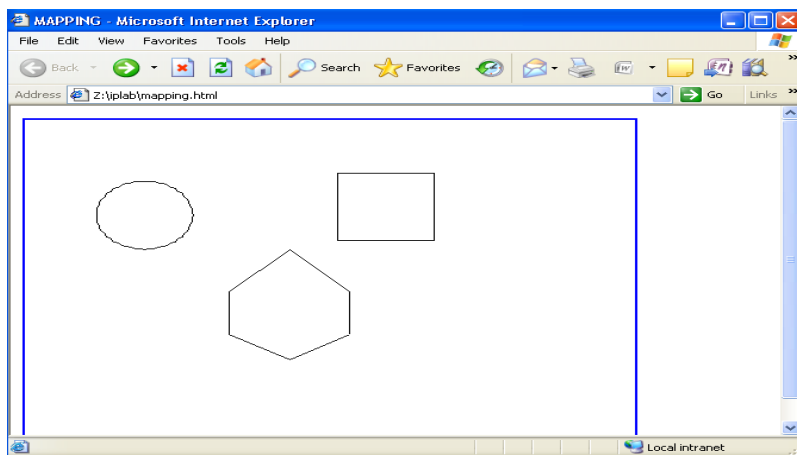 MAPPING - Microsoft Internet Explorer
File Edit View Favorites Tools Help
Back Search Favorites
Address Z:\iplab\mapping.html Go Links
Local intranet